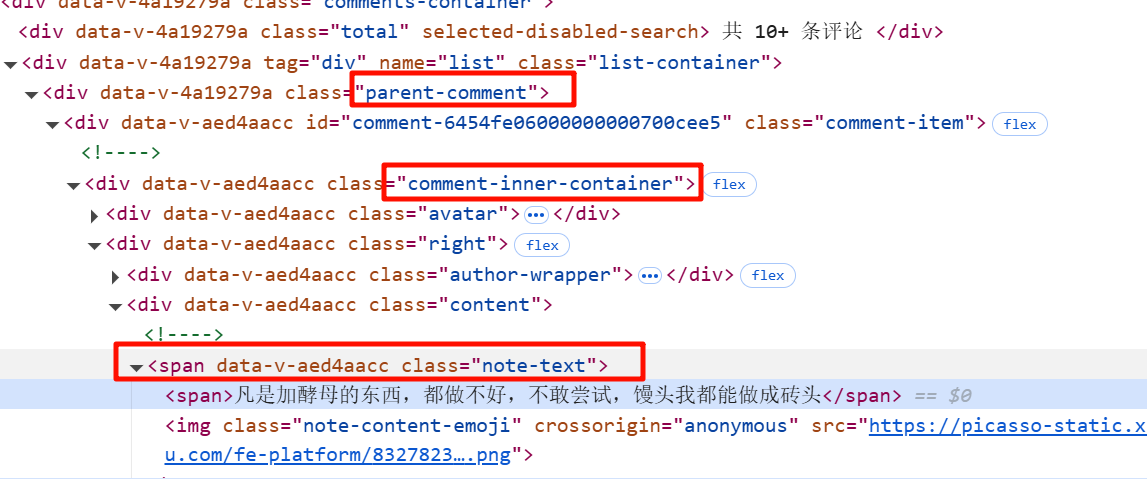 <div data-v-4a19279a class="comments-container">
<div data-v-4a19279a class="total" selected-disabled-search> 共 10+ 条评论 </div>
<div data-v-4a19279a tag="div" name="list" class="list-container">
<div data-v-4a19279a class="parent-comment">
<div data-v-aed4aacc id="comment-6454fe06000000000700cee5" class="comment-item"> flex
<!---->
<div data-v-aed4aacc class="comment-inner-container"> flex
<div data-v-aed4aacc class="avatar"> ••• </div>
<div data-v-aed4aacc class="right"> flex
<div data-v-aed4aacc class="author-wrapper"> ••• </div> flex
<div data-v-aed4aacc class="content">
<!---->
<span data-v-aed4aacc class="note-text">
<span>凡是加酵母的东西，都做不好，不敢尝试，馒头我都能做成砖头</span> == $0
<img class="note-content-emoji" crossorigin="anonymous" src="https://picasso-static.x
u.com/fe-platform/8327823….png">